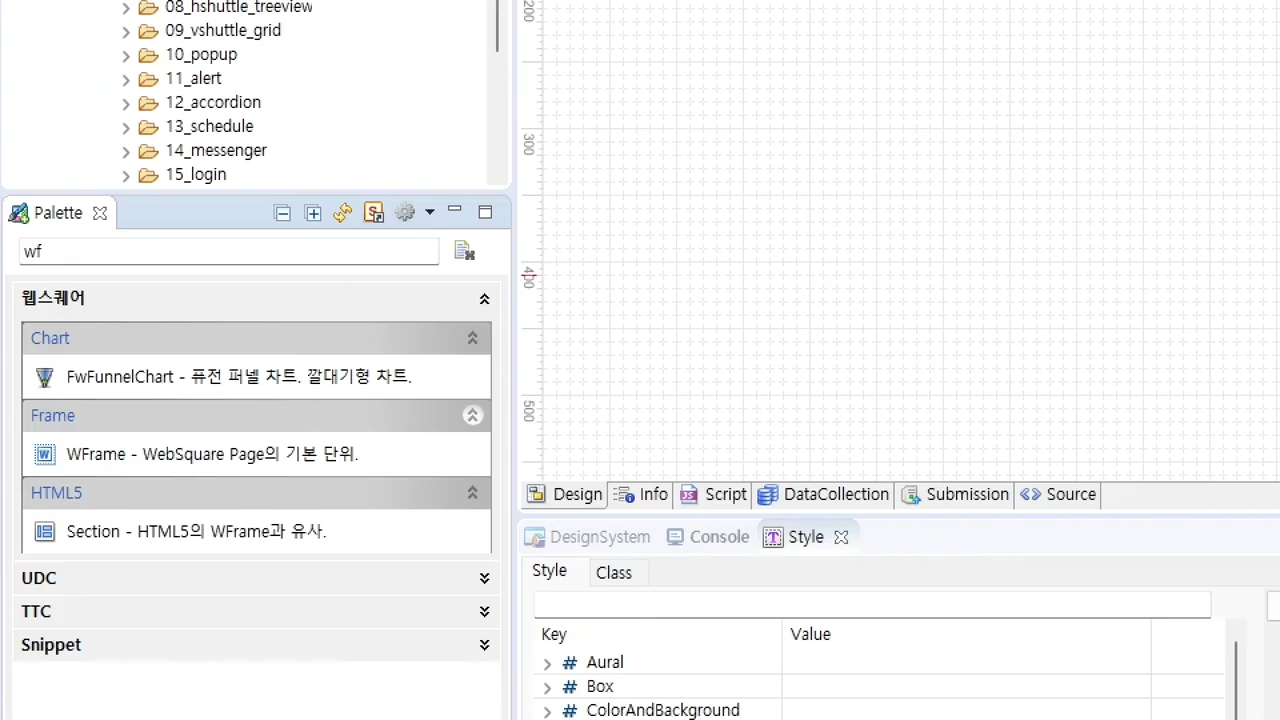 08_hshuttle_treeview
09_vshuttle_grid
10_popup
11_alert
12_accordion
13_schedule
14_messenger
15_login
Palette
wf
웹스퀘어
Chart
FwFunnelChart - 퓨전 퍼널 차트. 깔대기형 차트.
Frame
WFrame - WebSquare Page의 기본 단위.
HTML5
Section - HTML5의 WFrame과 유사.
UDC
TTC
Snippet
200
300
400
500
Design Info Script DataCollection Submission Source
DesignSystem Console Style
Style Class
Key Value
Aural
Box
ColorAndBackground